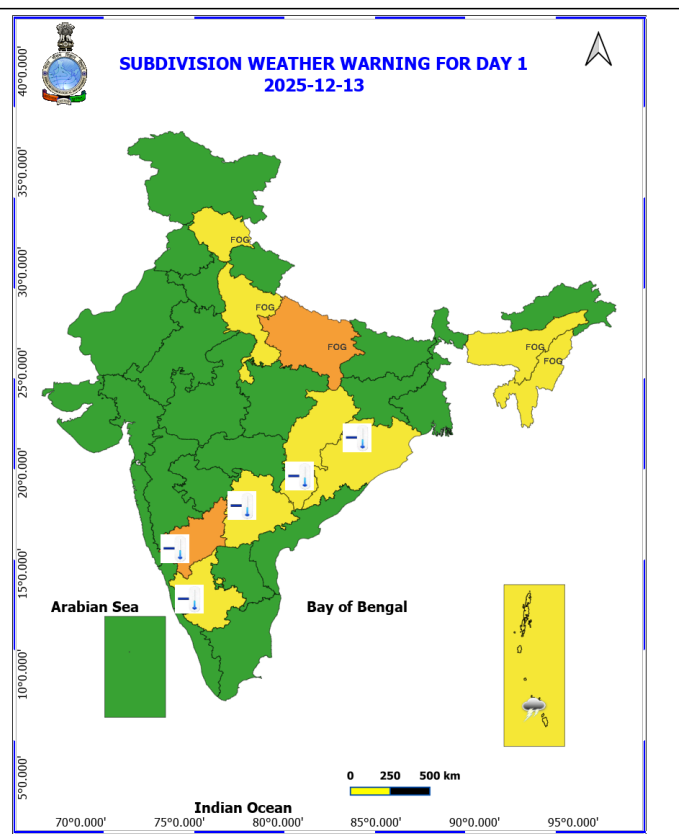 SUBDIVISION WEATHER WARNING FOR DAY 1
2025-12-13
40°0.000'
35°0.000'
30°0.000'
25°0.000'
20°0.000'
15°0.000'
10°0.000'
5°0.000'
FOG
FOG
FOG
FOG
FOG
Arabian Sea
Bay of Bengal
0 250 500 km
Indian Ocean
70°0.000' 75°0.000' 80°0.000' 85°0.000' 90°0.000' 95°0.000'